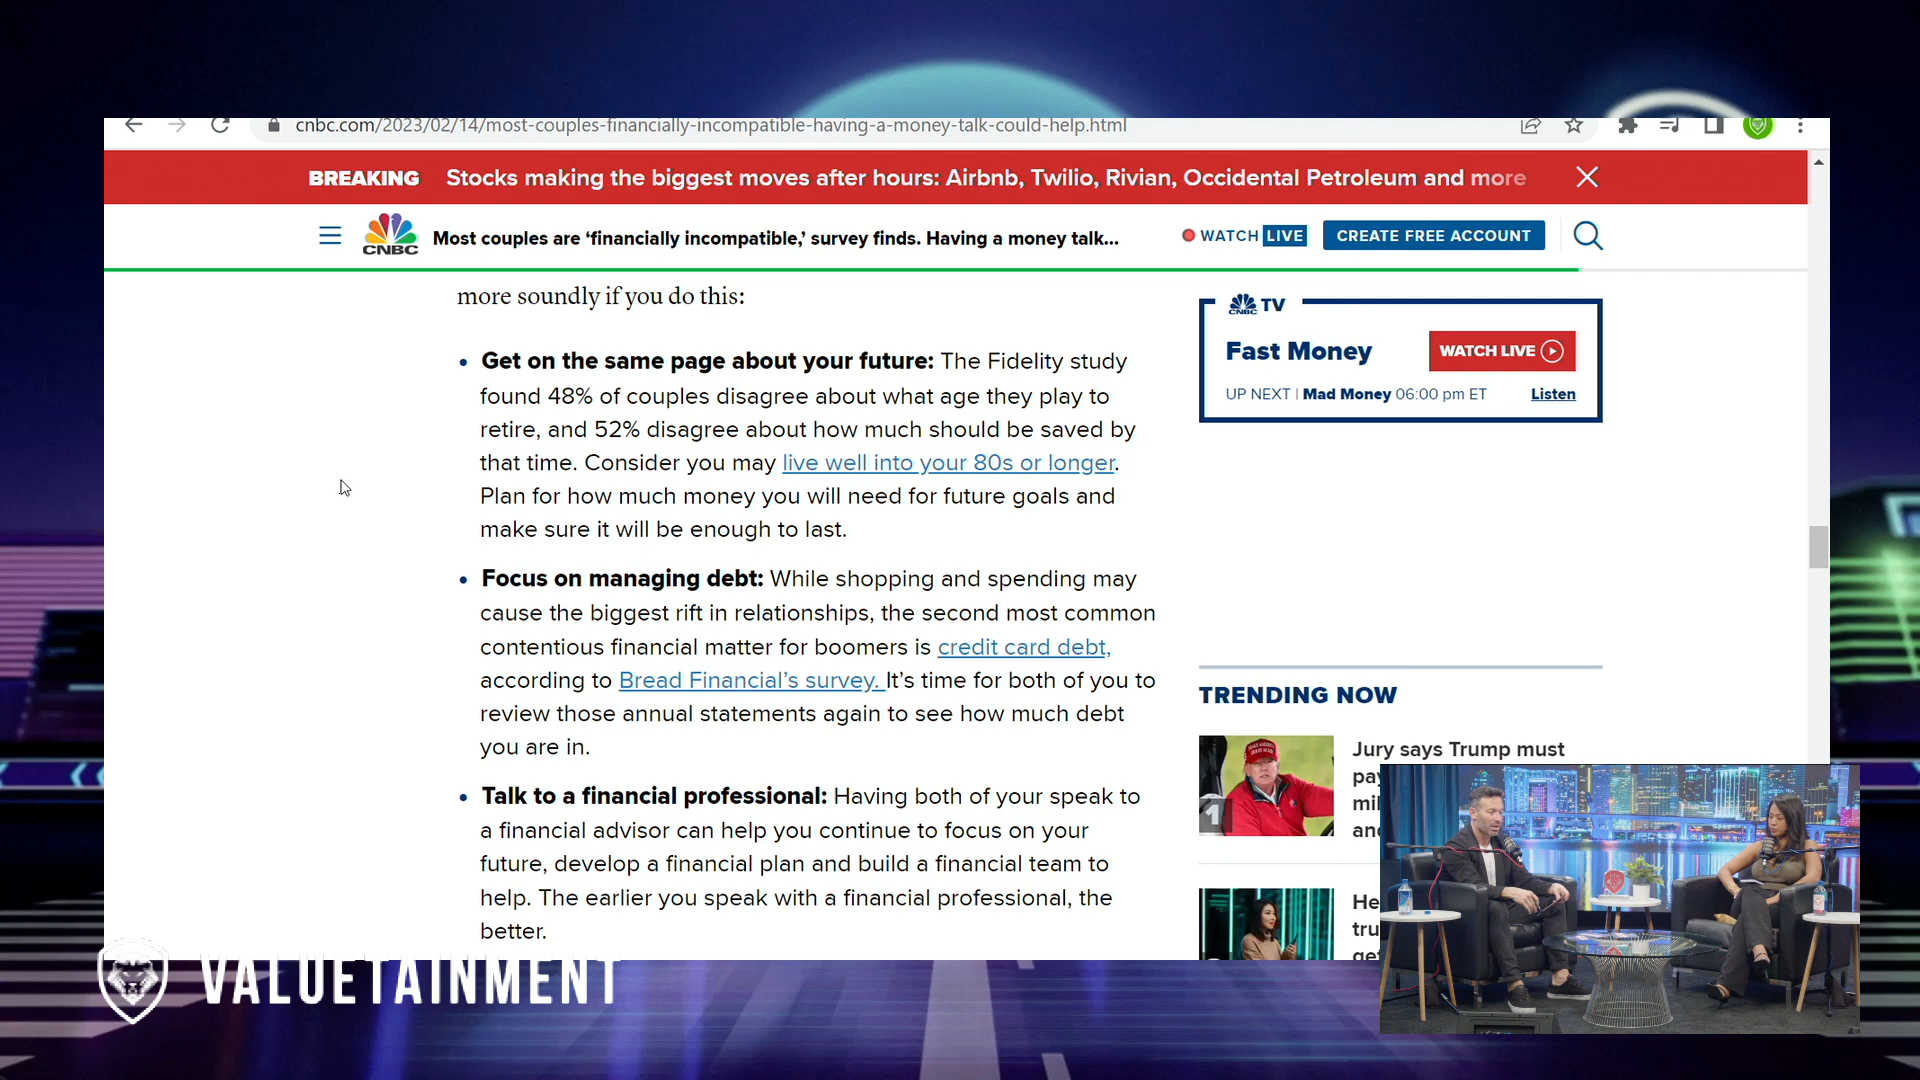 cnbc.com/2023/02/14/most-couples-financially-incompatible-having-a-money-talk-could-help.html
BREAKING Stocks making the biggest moves after hours: Airbnb, Twilio, Rivian, Occidental Petroleum and more
CNBC Most couples are ‘financially incompatible,’ survey finds. Having a money talk... WATCH LIVE CREATE FREE ACCOUNT
more soundly if you do this:
• Get on the same page about your future: The Fidelity study
found 48% of couples disagree about what age they play to
retire, and 52% disagree about how much should be saved by
that time. Consider you may live well into your 80s or longer.
Plan for how much money you will need for future goals and
make sure it will be enough to last.
• Focus on managing debt: While shopping and spending may
cause the biggest rift in relationships, the second most common
contentious financial matter for boomers is credit card debt,
according to Bread Financial’s survey. It’s time for both of you to
review those annual statements again to see how much debt
you are in.
• Talk to a financial professional: Having both of your speak to
a financial advisor can help you continue to focus on your
future, develop a financial plan and build a financial team to
help. The earlier you speak with a financial professional, the
better.
CNBC TV
Fast Money WATCH LIVE
UP NEXT | Mad Money 06:00 pm ET Listen
TRENDING NOW
1
Jury says Trump must
VALUETAINMENT